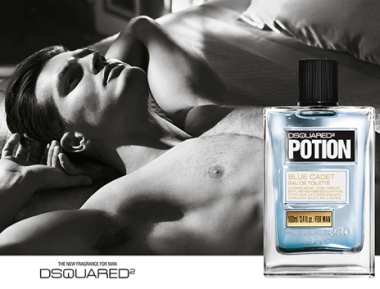 DSQUARED2
POTION
BLUE CADET
EAU DE TOILETTE
100ml 3.4 fl.oz. FOR MAN
THE NEW FRAGRANCE FOR MAN
DSQUARED2